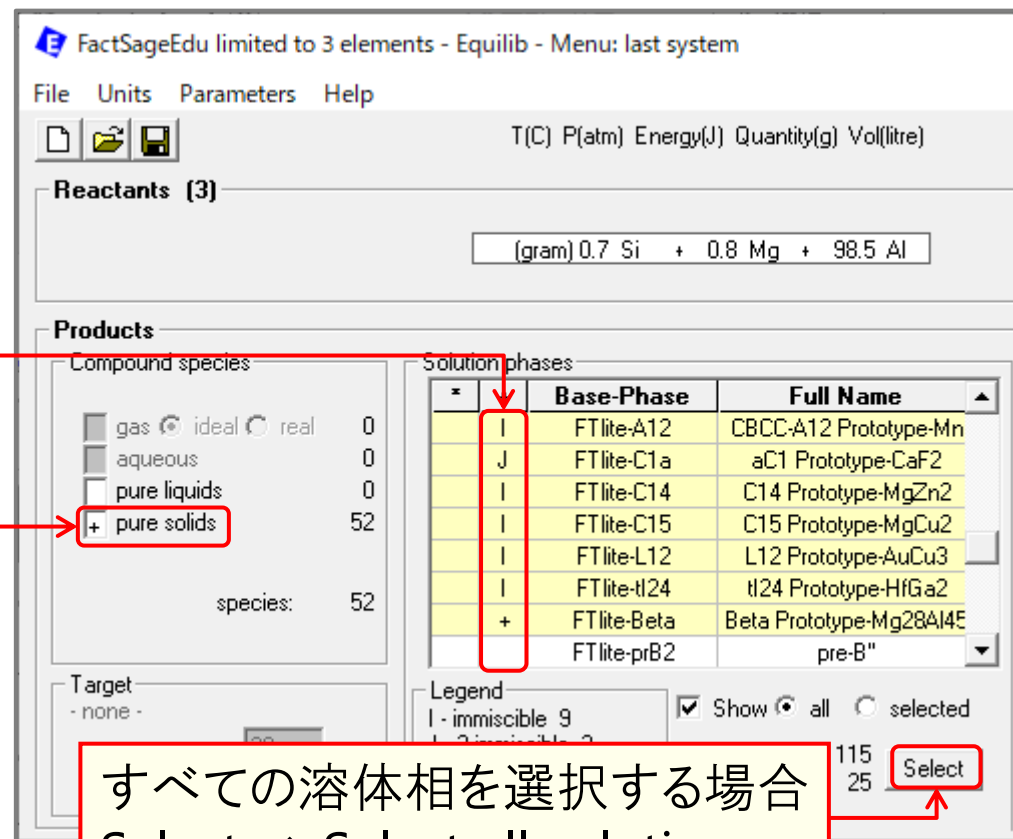 FactSageEdu limited to 3 elements - Equilib - Menu: last system
File Units Parameters Help
T(C) P(atm) Energy(J) Quantity(g) Vol(litre)
Reactants (3)
(gram) 0.7 Si + 0.8 Mg + 98.5 Al
Products
Compound species
gas ideal real 0
aqueous 0
pure liquids 0
+ pure solids 52
species: 52
Target
- none -
Solution phases
* + Base-Phase Full Name
I FTlite-A12 CBCC-A12 Prototype-Mn
J FTlite-C1a aC1 Prototype-CaF2
I FTlite-C14 C14 Prototype-MgZn2
I FTlite-C15 C15 Prototype-MgCu2
I FTlite-L12 L12 Prototype-AuCu3
I FTlite-tI24 tI24 Prototype-HfGa2
+ FTlite-Beta Beta Prototype-Mg28Al45
FTlite-prB2 pre-B"
Legend
I - immiscible 9
Show all selected
115
25
Select
すべての溶体相を選択する場合